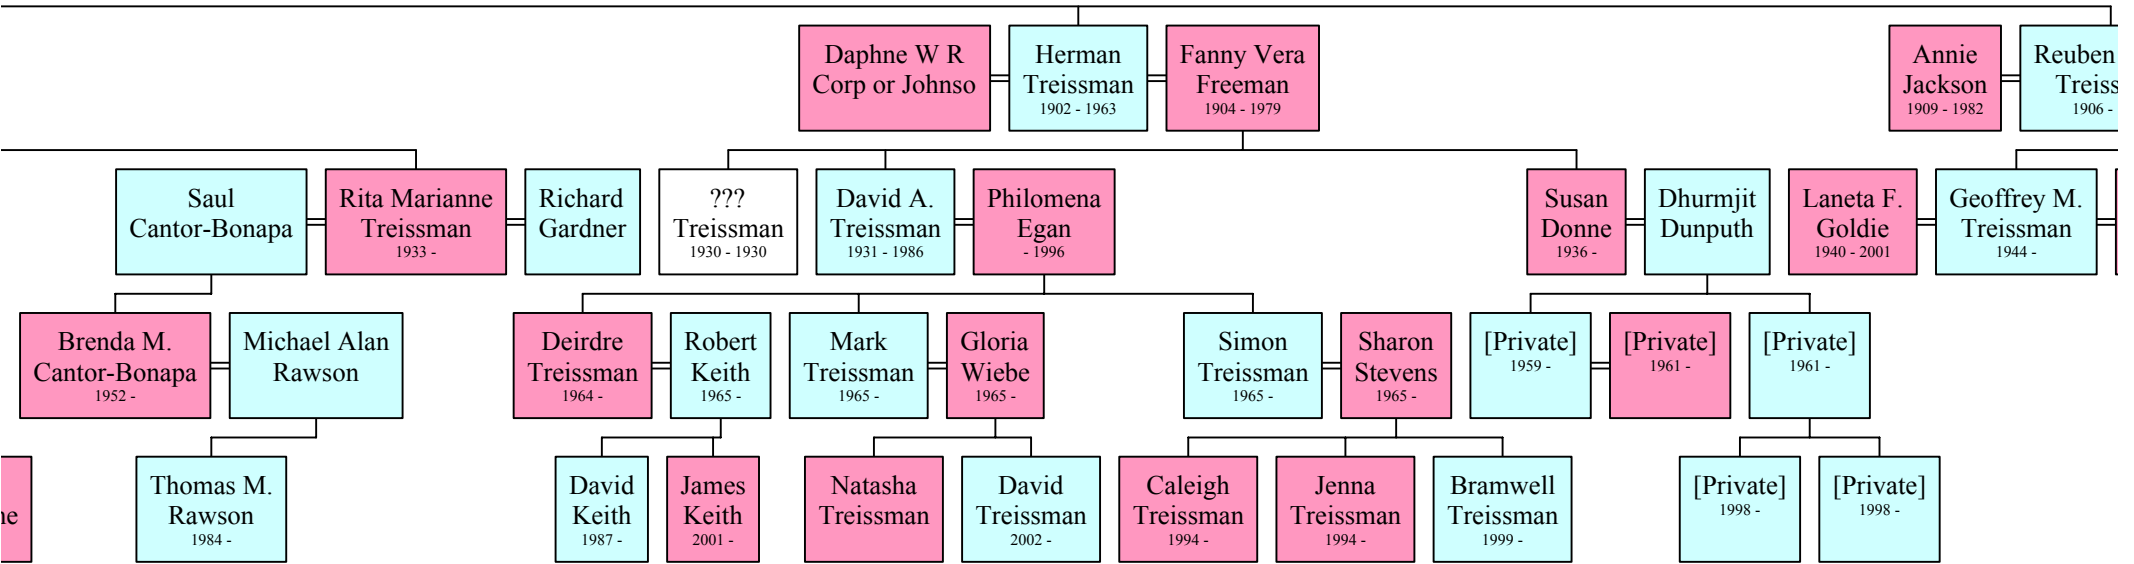 Daphne W R
Corp or Johnso
Herman
Treissman
1902 - 1963
Fanny Vera
Freeman
1904 - 1979
Annie
Jackson
1909 - 1982
Reuben
Treiss
1906 -
Saul
Cantor-Bonapa
Rita Marianne
Treissman
1933 -
Richard
Gardner
???
Treissman
1930 - 1930
David A.
Treissman
1931 - 1986
Philomena
Egan
- 1996
Susan
Donne
1936 -
Dhurmjit
Dunputh
Laneta F.
Goldie
1940 - 2001
Geoffrey M.
Treissman
1944 -
Brenda M.
Cantor-Bonapa
1952 -
Michael Alan
Rawson
Deirdre
Treissman
1964 -
Robert
Keith
1965 -
Mark
Treissman
1965 -
Gloria
Wiebe
1965 -
Simon
Treissman
1965 -
Sharon
Stevens
1965 -
[Private]
1959 -
[Private]
1961 -
[Private]
1961 -
Thomas M.
Rawson
1984 -
David
Keith
1987 -
James
Keith
2001 -
Natasha
Treissman
David
Treissman
2002 -
Caleigh
Treissman
1994 -
Jenna
Treissman
1994 -
Bramwell
Treissman
1999 -
[Private]
1998 -
[Private]
1998 -